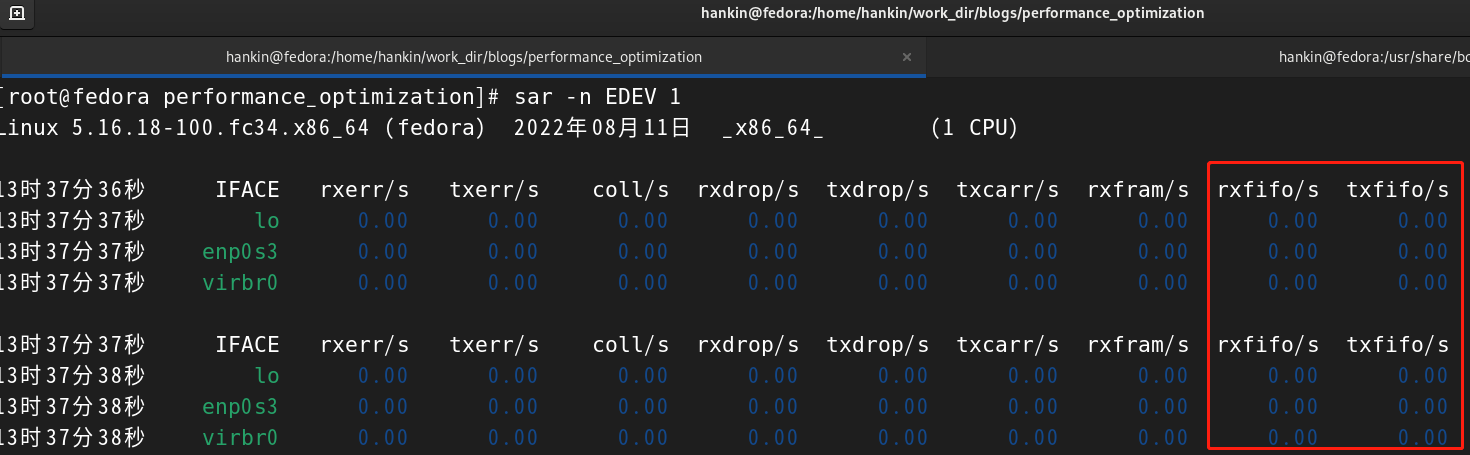 hankin@fedora:/home/hankin/work_dir/blogs/performance_optimization
hankin@fedora:/home/hankin/work_dir/blogs/performance_optimization × hankin@fedora:/usr/share/bc
[root@fedora performance_optimization]# sar -n EDEV 1
Linux 5.16.18-100.fc34.x86_64 (fedora) 2022年08月11日 _x86_64_ (1 CPU)
13时37分36秒 IFACE rxerr/s txerr/s coll/s rxdrop/s txdrop/s txcarr/s rxfram/s rxfifo/s txfifo/s
13时37分37秒 lo 0.00 0.00 0.00 0.00 0.00 0.00 0.00 0.00 0.00
13时37分37秒 enp0s3 0.00 0.00 0.00 0.00 0.00 0.00 0.00 0.00 0.00
13时37分37秒 virbr0 0.00 0.00 0.00 0.00 0.00 0.00 0.00 0.00 0.00
13时37分37秒 IFACE rxerr/s txerr/s coll/s rxdrop/s txdrop/s txcarr/s rxfram/s rxfifo/s txfifo/s
13时37分38秒 lo 0.00 0.00 0.00 0.00 0.00 0.00 0.00 0.00 0.00
13时37分38秒 enp0s3 0.00 0.00 0.00 0.00 0.00 0.00 0.00 0.00 0.00
13时37分38秒 virbr0 0.00 0.00 0.00 0.00 0.00 0.00 0.00 0.00 0.00